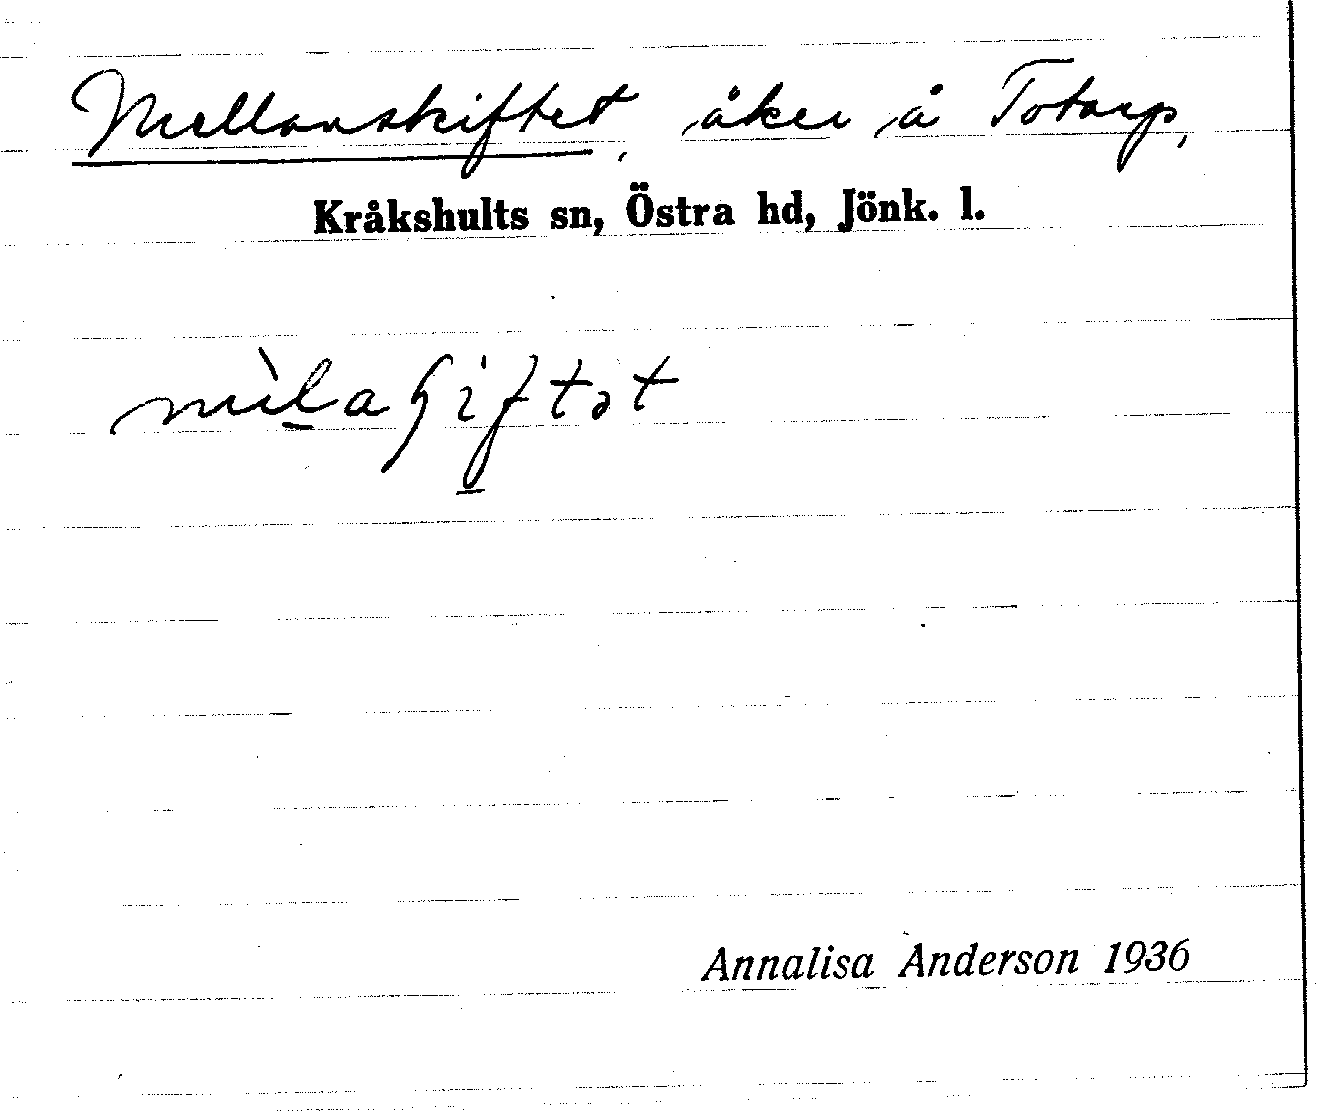 Mellanskiftet, åker å Totarp,
Kråkshults sn, Östra hd, Jönk. l.
Annalisa Anderson 1936